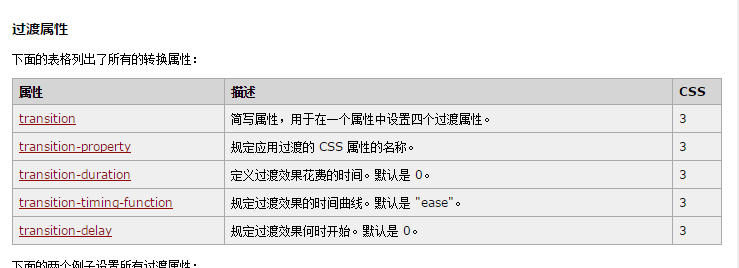 过渡属性
下面的表格列出了所有的转换属性：
属性 描述 CSS
transition 简写属性，用于在一个属性中设置四个过渡属性。 3
transition-property 规定应用过渡的 CSS 属性的名称。 3
transition-duration 定义过渡效果花费的时间。默认是 0。 3
transition-timing-function 规定过渡效果的时间曲线。默认是 "ease"。 3
transition-delay 规定过渡效果何时开始。默认是 0。 3
下面的两个例子设置所有过渡属性：